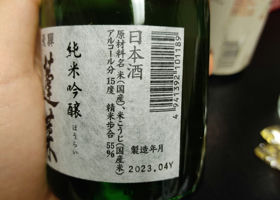 日本酒
原材料名 米(国産)、米こうじ(国産米)
アルコール分 15度 精米歩合 55%
純米吟醸
蓬莱
ほうらい
製造年月
2023.04Y
4941392101189